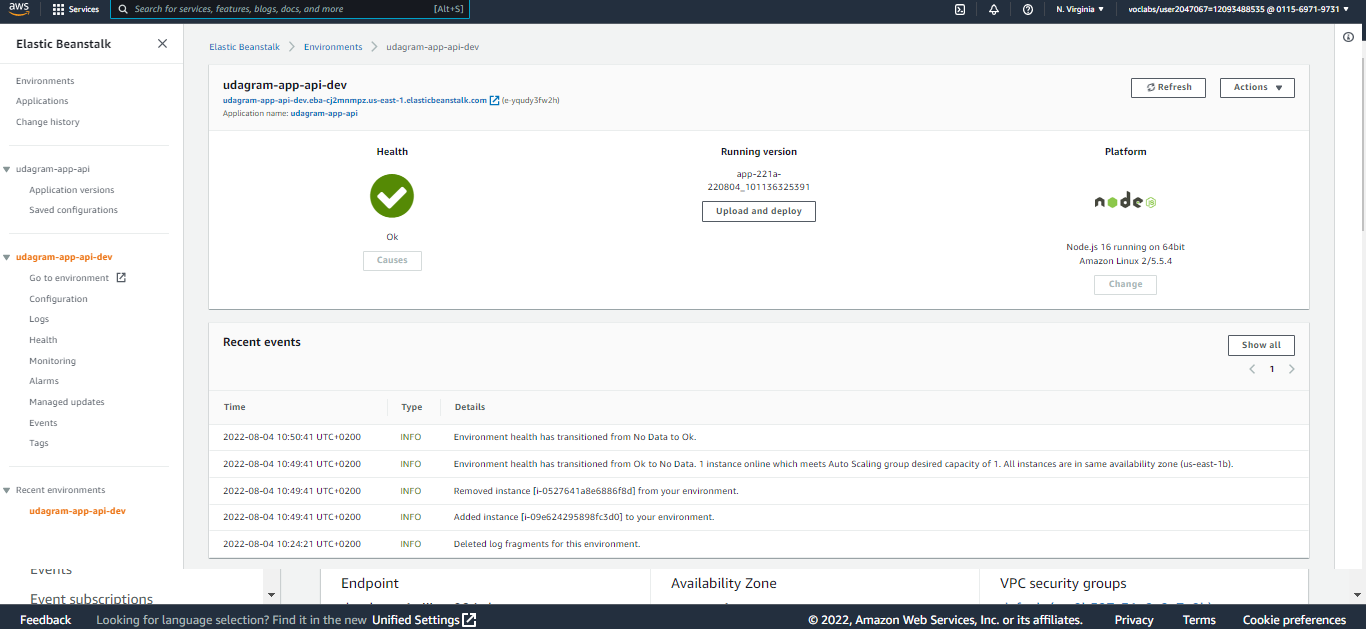 aws
Services
Search for services, features, blogs, docs, and more
[Alt+S]
N. Virginia ▼
voclabs/user2047067=12093488535 @ 0115-6971-9731 ▼
Elastic Beanstalk
Environments
Applications
Change history
udagram-app-api
Application versions
Saved configurations
udagram-app-api-dev
Go to environment
Configuration
Logs
Health
Monitoring
Alarms
Managed updates
Events
Tags
Recent environments
udagram-app-api-dev
Elastic Beanstalk > Environments > udagram-app-api-dev
udagram-app-api-dev
udagram-app-api-dev.eba-cj2mnmpz.us-east-1.elasticbeanstalk.com (e-yqudy3fw2h)
Application name: udagram-app-api
Refresh
Actions ▼
Health
Ok
Causes
Running version
app-221a-
220804_101136325391
Upload and deploy
Platform
node
Node.js 16 running on 64bit
Amazon Linux 2/5.5.4
Change
Recent events
Show all
< 1 >
Time Type Details
2022-08-04 10:50:41 UTC+0200 INFO Environment health has transitioned from No Data to Ok.
2022-08-04 10:49:41 UTC+0200 INFO Environment health has transitioned from Ok to No Data. 1 instance online which meets Auto Scaling group desired capacity of 1. All instances are in same availability zone (us-east-1b).
2022-08-04 10:49:41 UTC+0200 INFO Removed instance [i-0527641a8e6886f8d] from your environment.
2022-08-04 10:49:41 UTC+0200 INFO Added instance [i-09e624295898fc3d0] to your environment.
2022-08-04 10:24:21 UTC+0200 INFO Deleted log fragments for this environment.
Events
Event subscriptions
Endpoint
Availability Zone
VPC security groups
Feedback
Looking for language selection? Find it in the new Unified Settings
© 2022, Amazon Web Services, Inc. or its affiliates.
Privacy
Terms
Cookie preferences